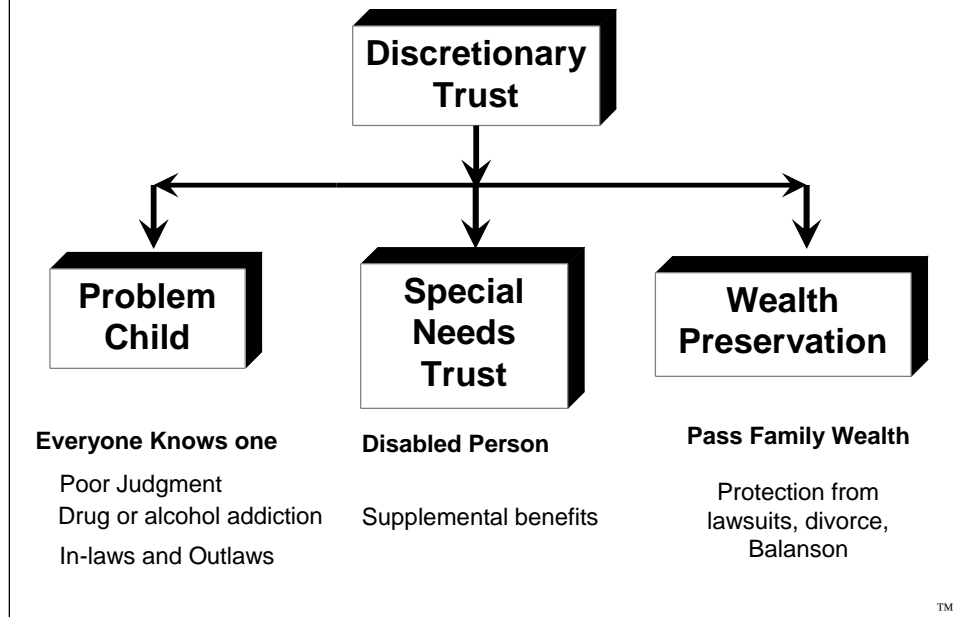 Discretionary
Trust
Problem
Child
Special
Needs
Trust
Wealth
Preservation
Everyone Knows one
Poor Judgment
Drug or alcohol addiction
In-laws and Outlaws
Disabled Person
Supplemental benefits
Pass Family Wealth
Protection from
lawsuits, divorce,
Balanson
™